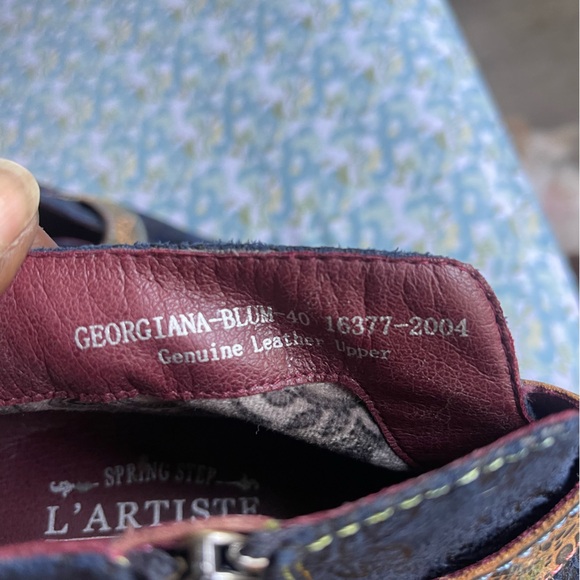 GEORGIANA-BLUM-40 16377-2004
Genuine Leather Upper
SPRING STEP
L'ARTISTE